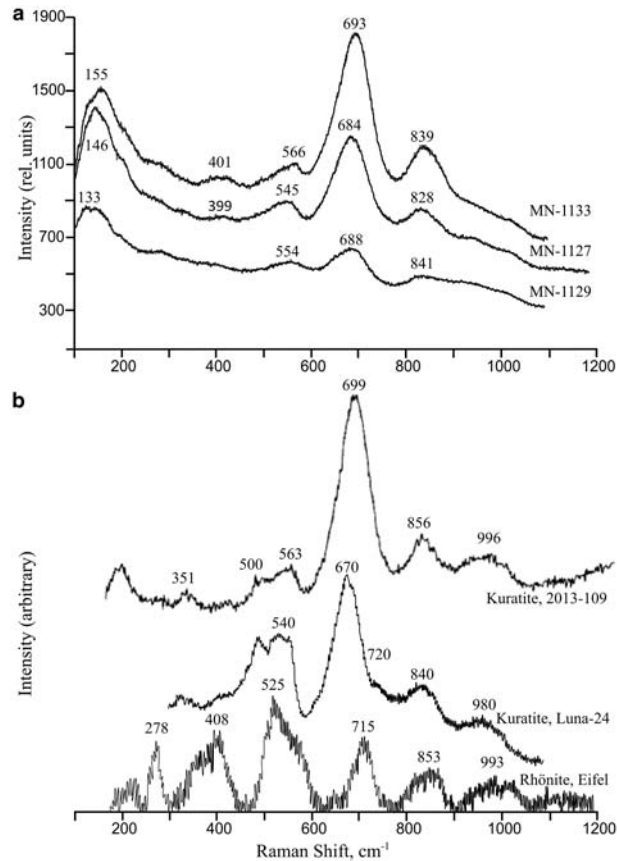 a
1900
1500
1100
700
300
Intensity (rel. units)
693
155
839
146
684
401
566
133
399
545
828
MN-1133
554
688
MN-1127
841
MN-1129
200 400 600 800 1000 1200
b
699
856
996
351
500
563
670
Kuratite, 2013-109
540
720
840
525
980
278
408
715
Kuratite, Luna-24
853
993
Rhönite, Eifel
Intensity (arbitrary)
200 400 600 800 1000 1200
Raman Shift, cm⁻¹